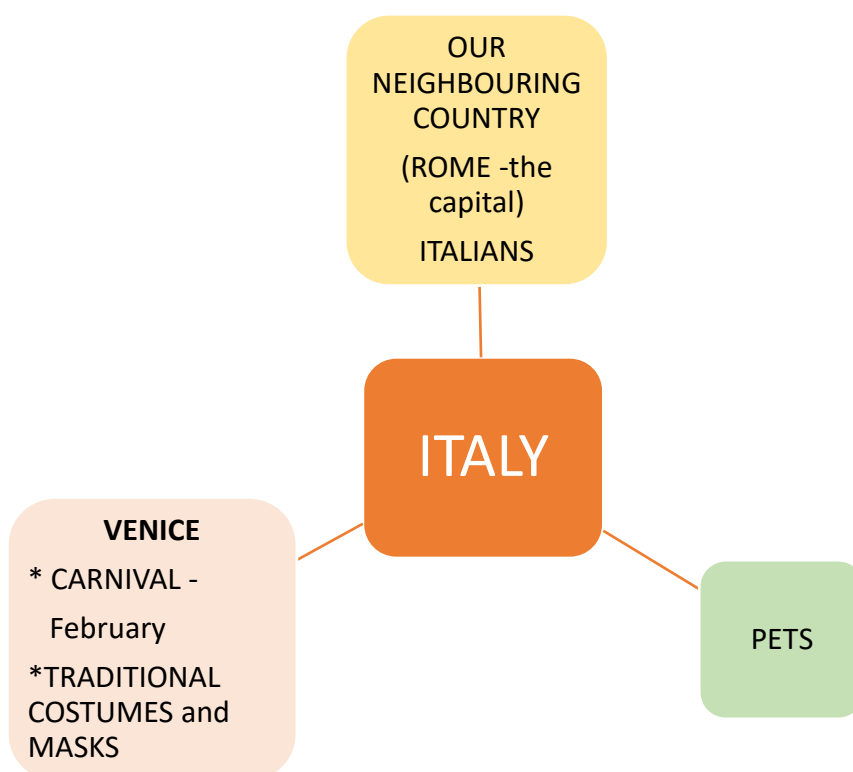 OUR
NEIGHBOURING
COUNTRY
(ROME -the
capital)
ITALIANS
ITALY
VENICE
* CARNIVAL -
February
*TRADITIONAL
COSTUMES and
MASKS
PETS